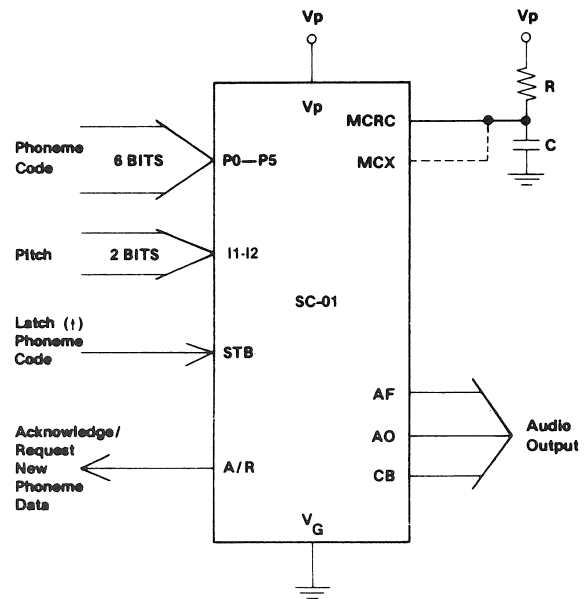 Vp
Vp
Vp
R
MCRC
C
MCX
Phoneme
Code
6 BITS
P0—P5
Pitch
2 BITS
I1-I2
SC-01
Latch (↑)
Phoneme
Code
STB
AF
Acknowledge/
Request
New
Phoneme
Data
A/R
AO
Audio
Output
CB
VG